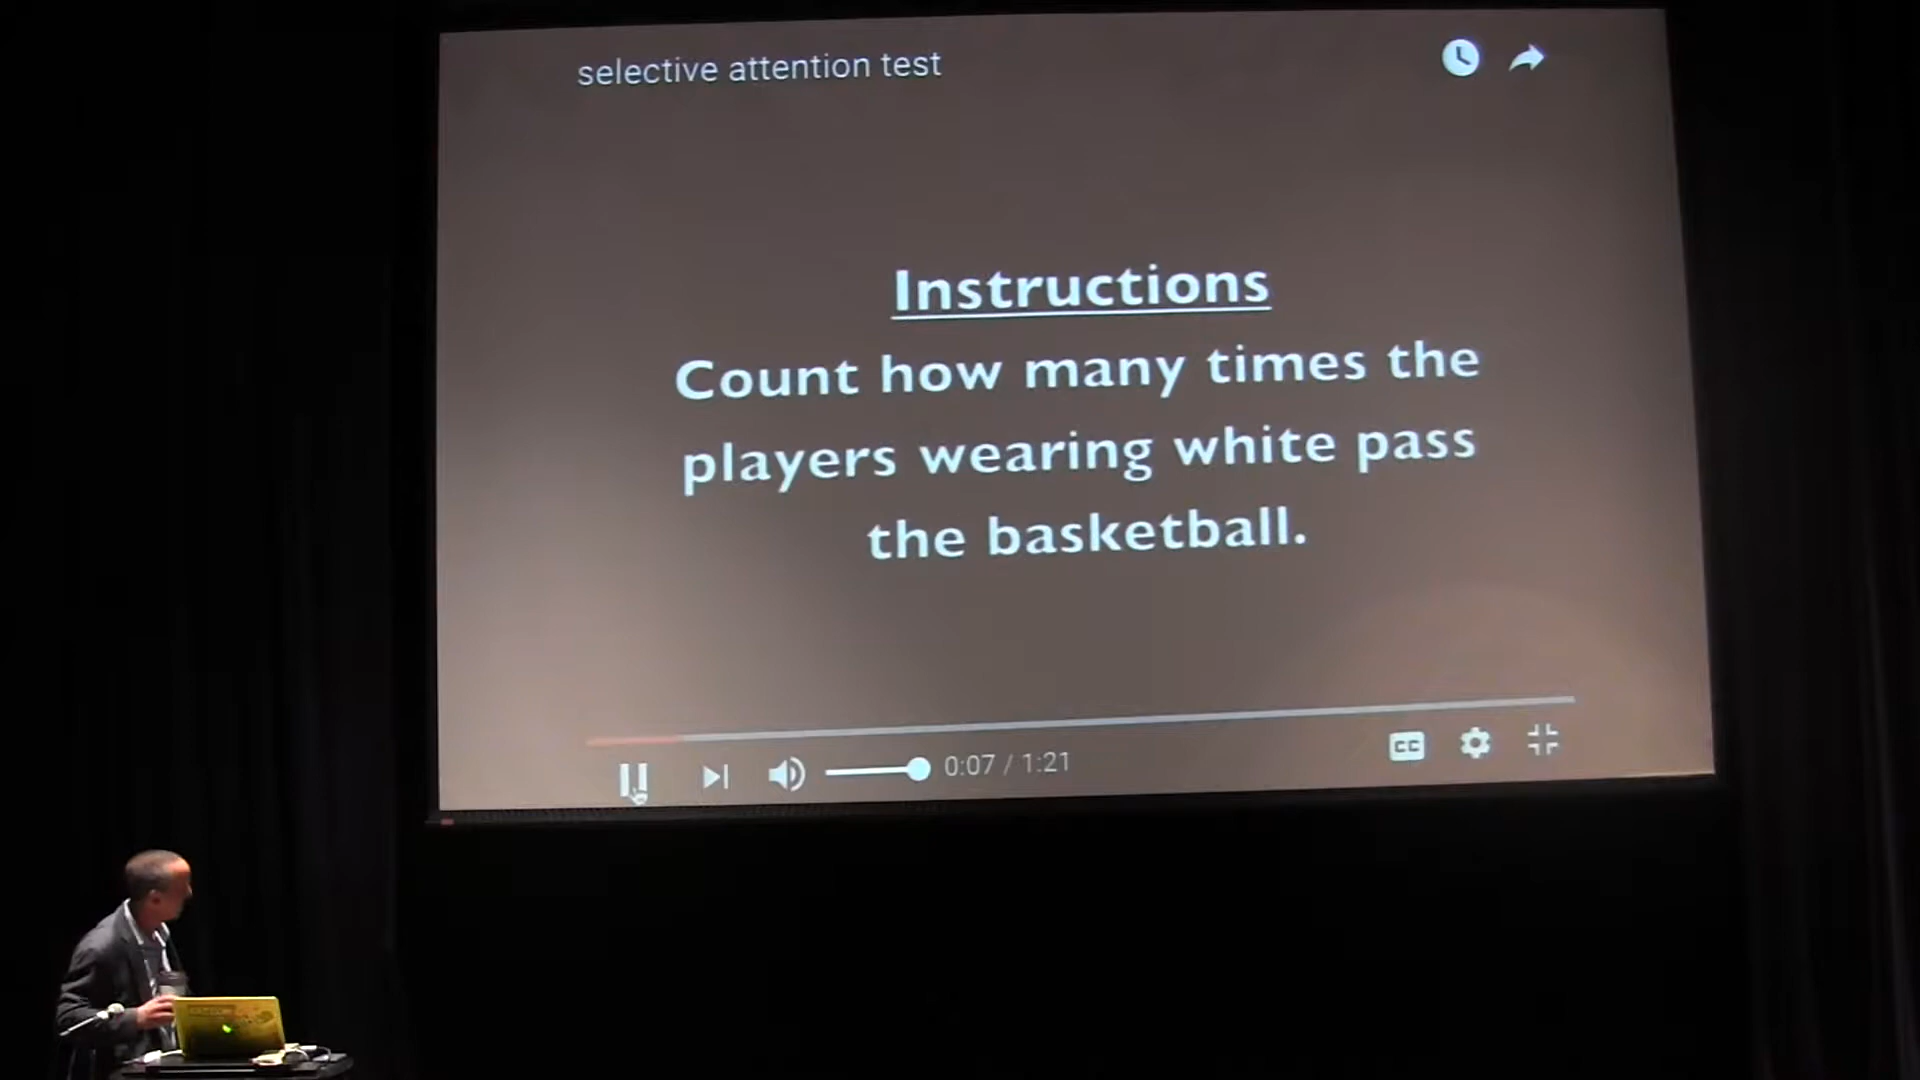 selective attention test
Instructions
Count how many times the
players wearing white pass
the basketball.
0:07 / 1:21
CC